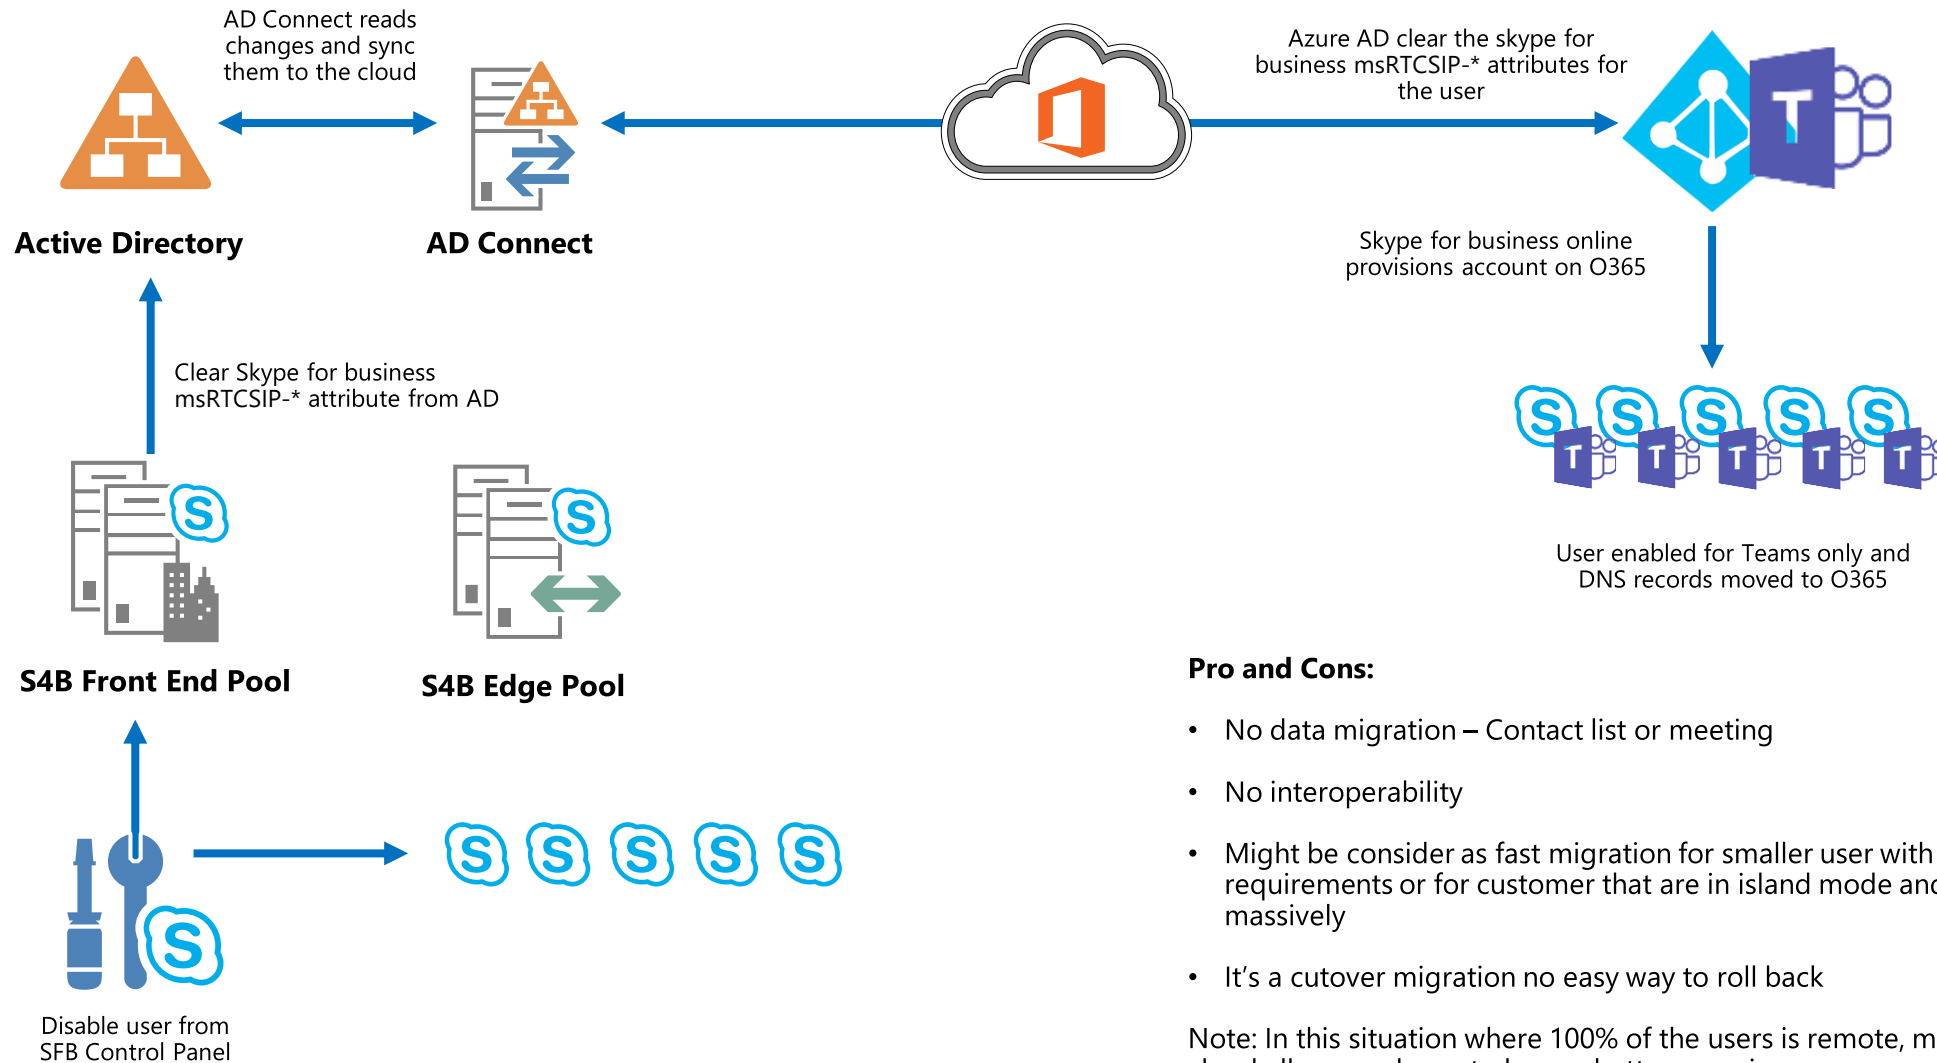 AD Connect reads
changes and sync
them to the cloud
Azure AD clear the skype for
business msRTCSIP-* attributes for
the user
Active Directory
AD Connect
Skype for business online
provisions account on O365
Clear Skype for business
msRTCSIP-* attribute from AD
User enabled for Teams only and
DNS records moved to O365
S4B Front End Pool
S4B Edge Pool
Pro and Cons:
• No data migration – Contact list or meeting
• No interoperability
• Might be consider as fast migration for smaller user with
requirements or for customer that are in island mode and
massively
• It's a cutover migration no easy way to roll back
Disable user from
SFB Control Panel
Note: In this situation where 100% of the users is remote,